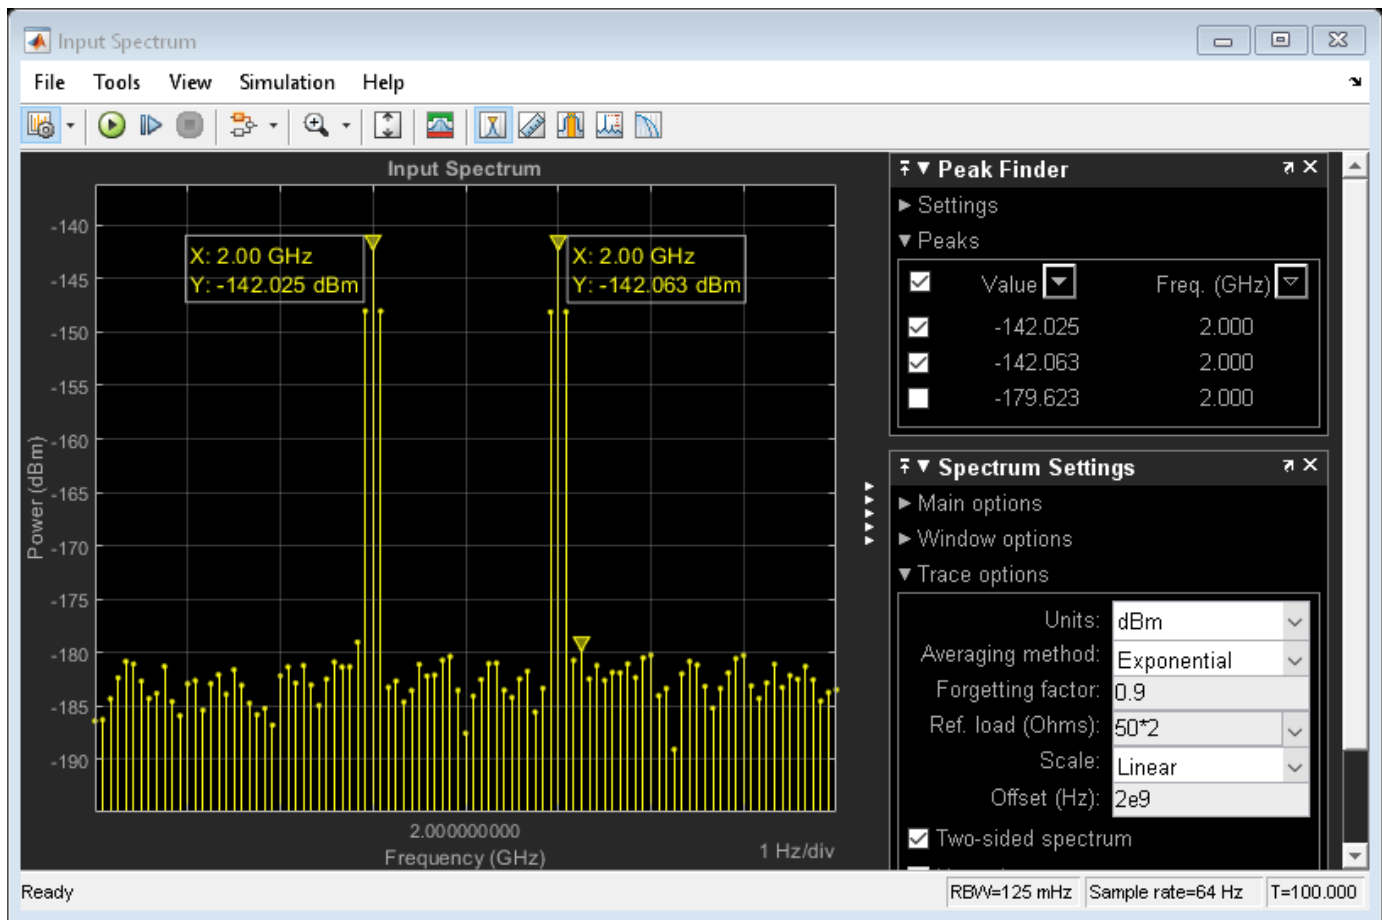 Input Spectrum
File Tools View Simulation Help
Input Spectrum
-140
-145
-150
-155
-160
-165
-170
-175
-180
-185
-190
Power (dBm)
X: 2.00 GHz
Y: -142.025 dBm
X: 2.00 GHz
Y: -142.063 dBm
2.000000000
Frequency (GHz)
1 Hz/div
Peak Finder
Settings
Peaks
Value Freq. (GHz)
-142.025 2.000
-142.063 2.000
-179.623 2.000
Spectrum Settings
Main options
Window options
Trace options
Units: dBm
Averaging method: Exponential
Forgetting factor: 0.9
Ref. load (Ohms): 50*2
Scale: Linear
Offset (Hz): 2e9
Two-sided spectrum
Ready
RBW=125 mHz Sample rate=64 Hz T=100.000